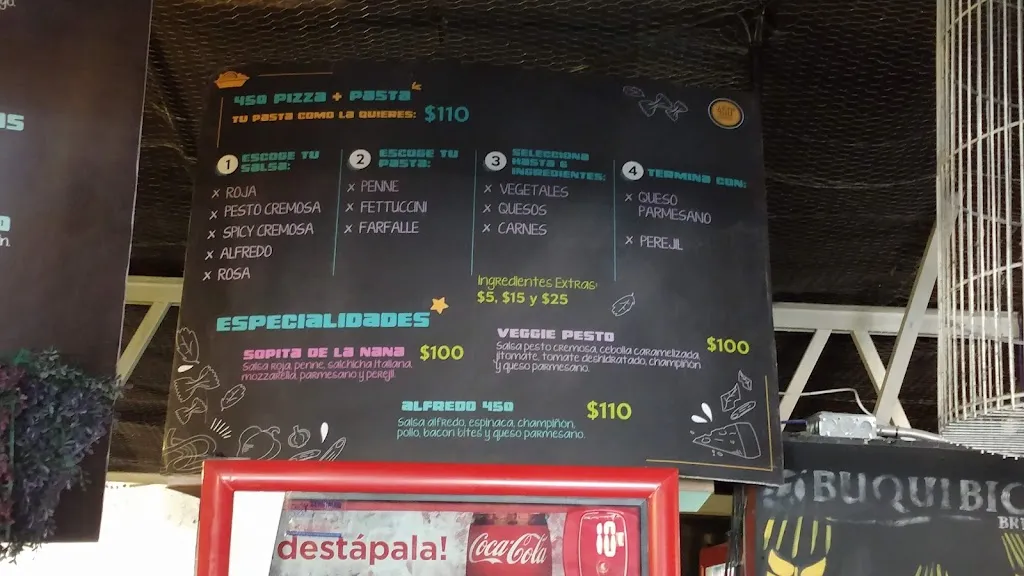 450 PIZZA + PASTA
TU PASTA COMO LA QUIERES: $110
1 ESCOGE TU SALSA:
x ROJA
x PESTO CREMOSA
x SPICY CREMOSA
x ALFREDO
x ROSA
2 ESCOGE TU PASTA:
x PENNE
x FETTUCCINI
x FARFALLE
3 SELECCIONA
HASTA 6
INGREDIENTES:
x VEGETALES
x QUESOS
x CARNES
Ingredientes Extras:
$5, $15 y $25
4 TERMINA CON:
x QUESO
PARMESANO
x PEREJIL
ESPECIALIDADES
SOPITA DE LA NANA $100
Salsa roja, penne, salchicha italiana,
mozzarella, parmesano y perejil.
VEGGIE PESTO $100
Salsa pesto cremosa, cebolla caramelizada,
jitomate, tomate deshidratado, champiñón
y queso parmesano.
ALFREDO 450 $110
Salsa alfredo, espinaca, champiñón,
pollo, bacon bites y queso parmesano.
destápala!
Coca-Cola
10
BUQUI BIC